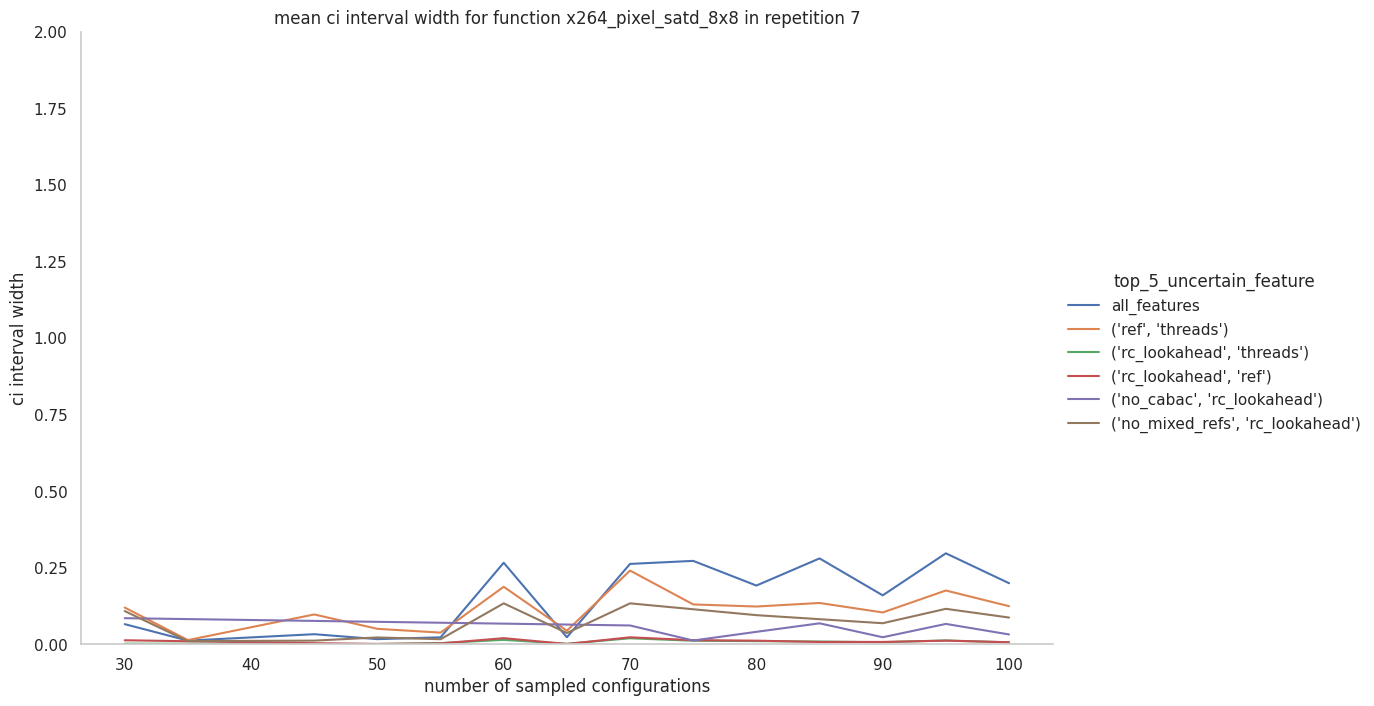 mean ci interval width for function x264_pixel_satd_8x8 in repetition 7
2.00
1.75
1.50
1.25
1.00
0.75
0.50
0.25
0.00
ci interval width
30
40
50
60
70
80
90
100
number of sampled configurations
top_5_uncertain_feature
all_features
('ref', 'threads')
('rc_lookahead', 'threads')
('rc_lookahead', 'ref')
('no_cabac', 'rc_lookahead')
('no_mixed_refs', 'rc_lookahead')